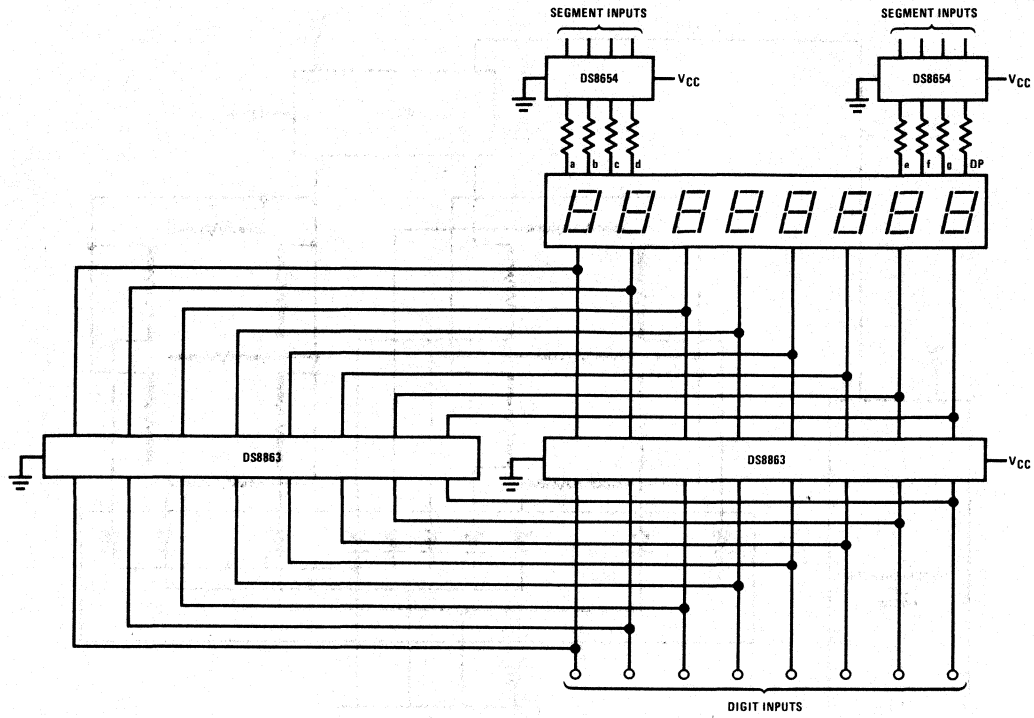 SEGMENT INPUTS
SEGMENT INPUTS
DS8654
VCC
DS8654
VCC
a b c d
e f g DP
DS8863
DS8863
VCC
DIGIT INPUTS